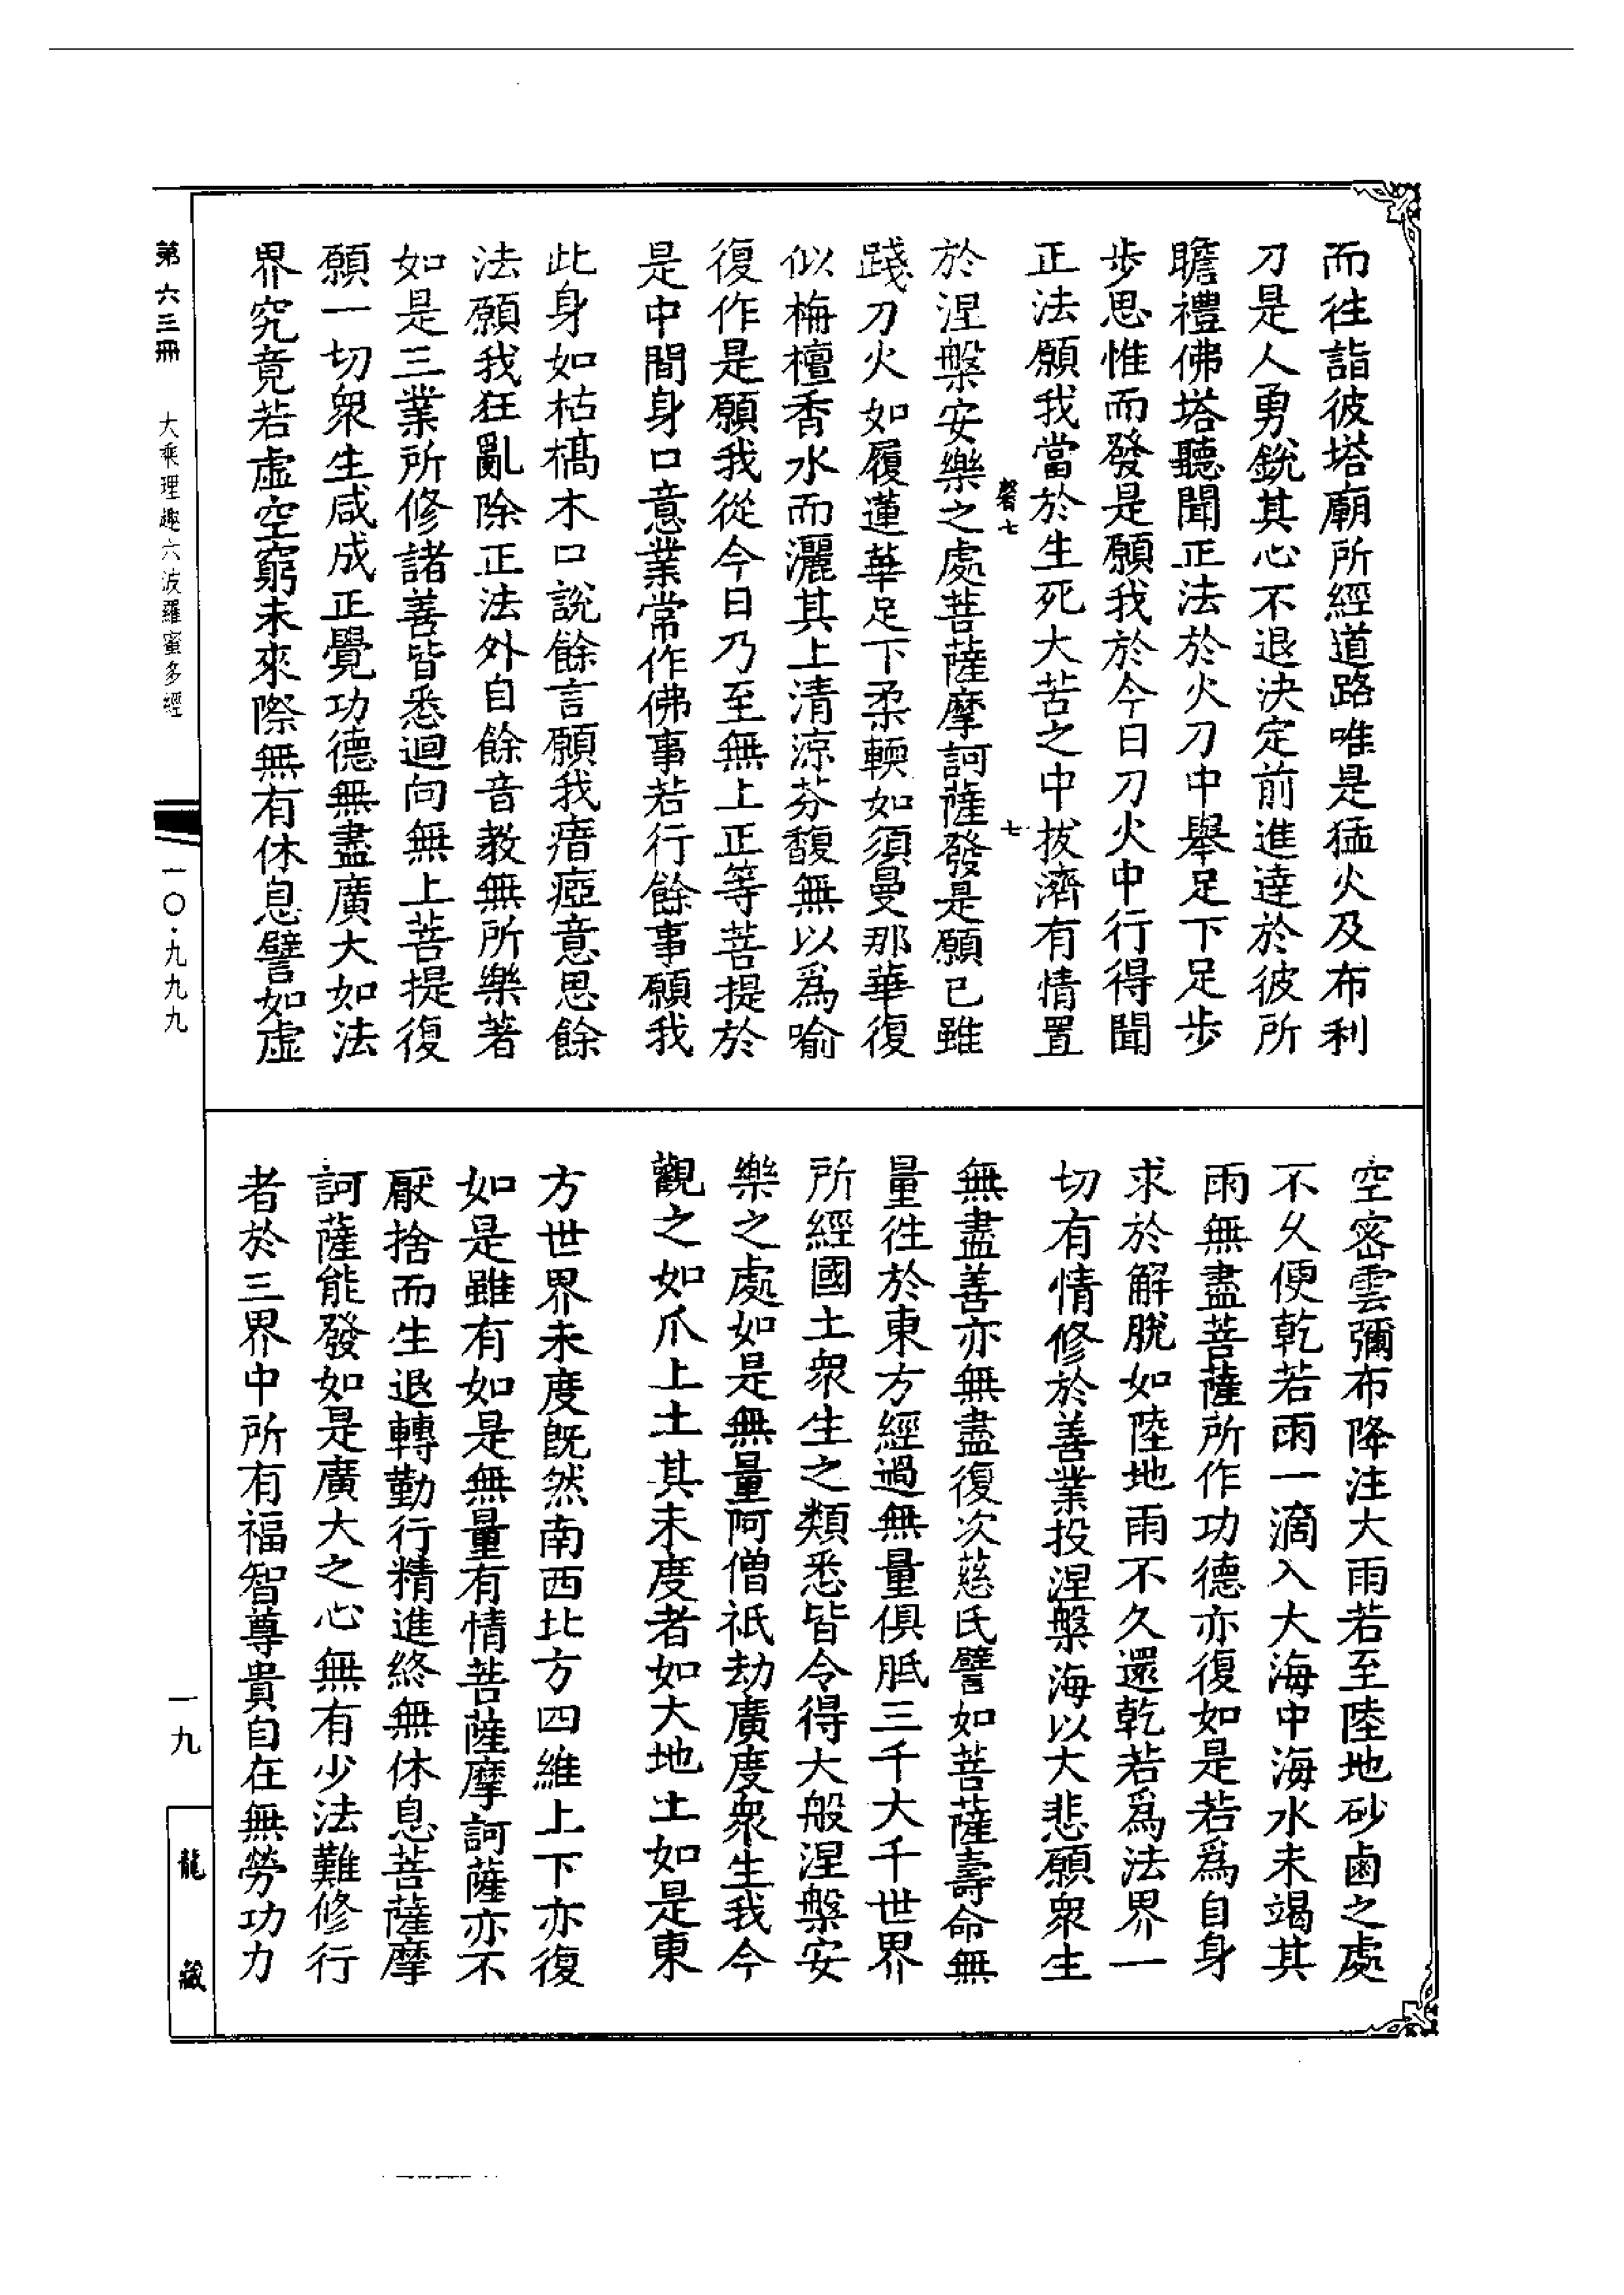 而往詣彼塔廟所經道路唯是猛火及布利
刀是人勇銳其心不退決定前進達於彼所
瞻禮佛塔聽聞正法於火刀中舉足下足步
步思惟而發是願我於今日刀火中行得聞
正法願我當於生死大苦之中拔濟有情置
七 七
於涅槃安樂之處菩薩摩訶薩發是願已雖
踐刀火如履蓮華足下柔輭如須曼那華復
似栴檀香水而灑其上清涼芬馥無以爲喻
復作是願我從今日乃至無上正等菩提於
是中間身口意業常作佛事若行餘事願我
此身如枯槁木口說餘言願我瘖瘂意思餘
法願我狂亂除正法外自餘音教無所樂著
如是三業所修諸善皆悉迴向無上菩提復
願一切衆生咸成正覺功德無盡廣大如法
界究竟若虛空窮未來際無有休息譬如虛
空密雲彌布降注大雨若至陸地砂鹵之處
不久便乾若雨一滴入大海中海水未竭其
雨無盡菩薩所作功德亦復如是若爲自身
求於解脫如陸地雨不久還乾若爲法界一
切有情修於善業投涅槃海以大悲願衆生
無盡善亦無盡復次慈氏譬如菩薩壽命無
量往於東方經過無量俱胝三千大千世界
所經國土衆生之類悉皆令得大般涅槃安
樂之處如是無量阿僧祇劫廣度衆生我今
觀之如爪上土其未度者如大地土如是東
方世界未度既然南西北方四維上下亦復
如是雖有如是無量有情菩薩摩訶薩亦不
厭捨而生退轉勤行精進終無休息菩薩摩
訶薩能發如是廣大之心無有少法難修行
者於三界中所有福智尊貴自在無勞功力
第六三冊 大乘理趣六波羅蜜多經 一〇·九九九
一九
龍藏